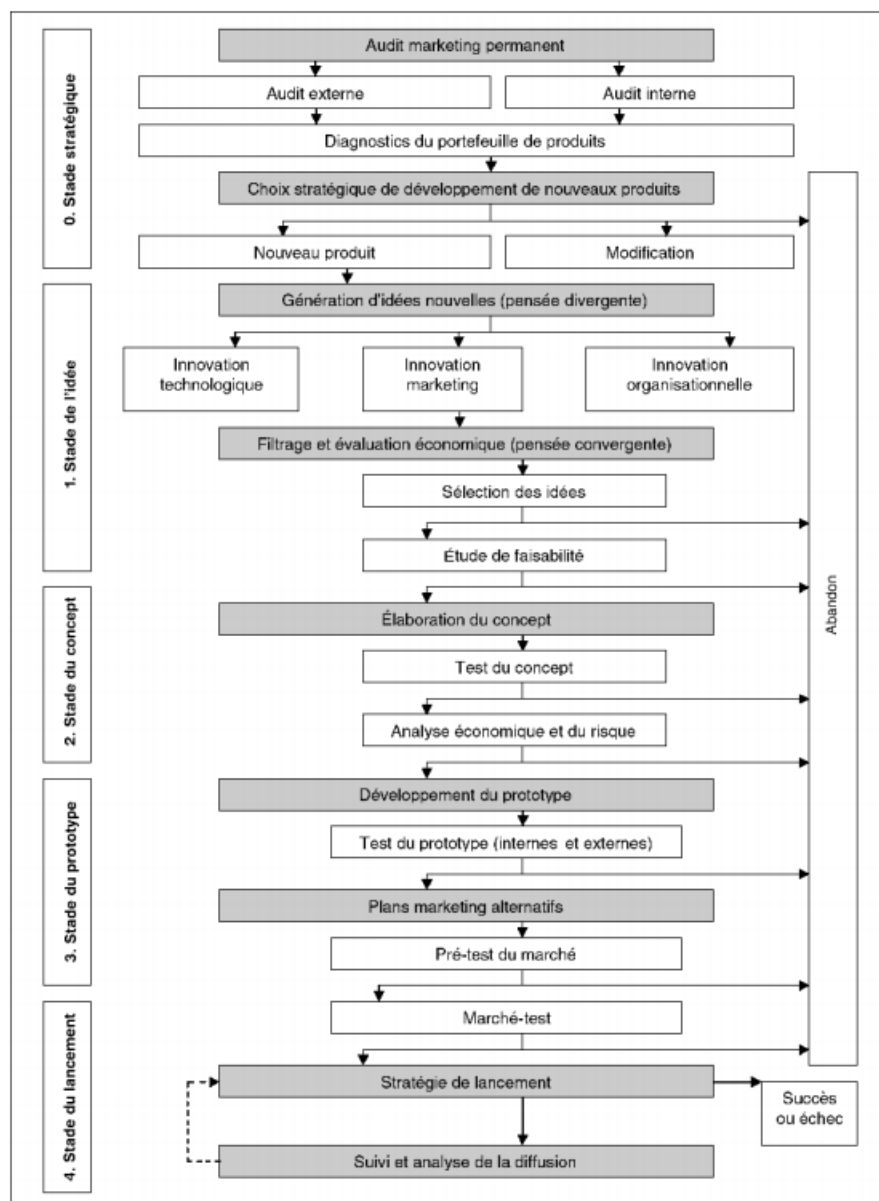 0. Stade stratégique
Audit marketing permanent
Audit externe
Audit interne
Diagnostics du portefeuille de produits
Choix stratégique de développement de nouveaux produits
Nouveau produit
Modification
1. Stade de l'idée
Génération d'idées nouvelles (pensée divergente)
Innovation
technologique
Innovation
marketing
Innovation
organisationnelle
Filtrage et évaluation économique (pensée convergente)
Sélection des idées
Étude de faisabilité
Abandon
2. Stade du concept
Élaboration du concept
Test du concept
Analyse économique et du risque
3. Stade du prototype
Développement du prototype
Test du prototype (internes et externes)
Plans marketing alternatifs
Pré-test du marché
4. Stade du lancement
Marché-test
Stratégie de lancement
Succès
ou échec
Suivi et analyse de la diffusion